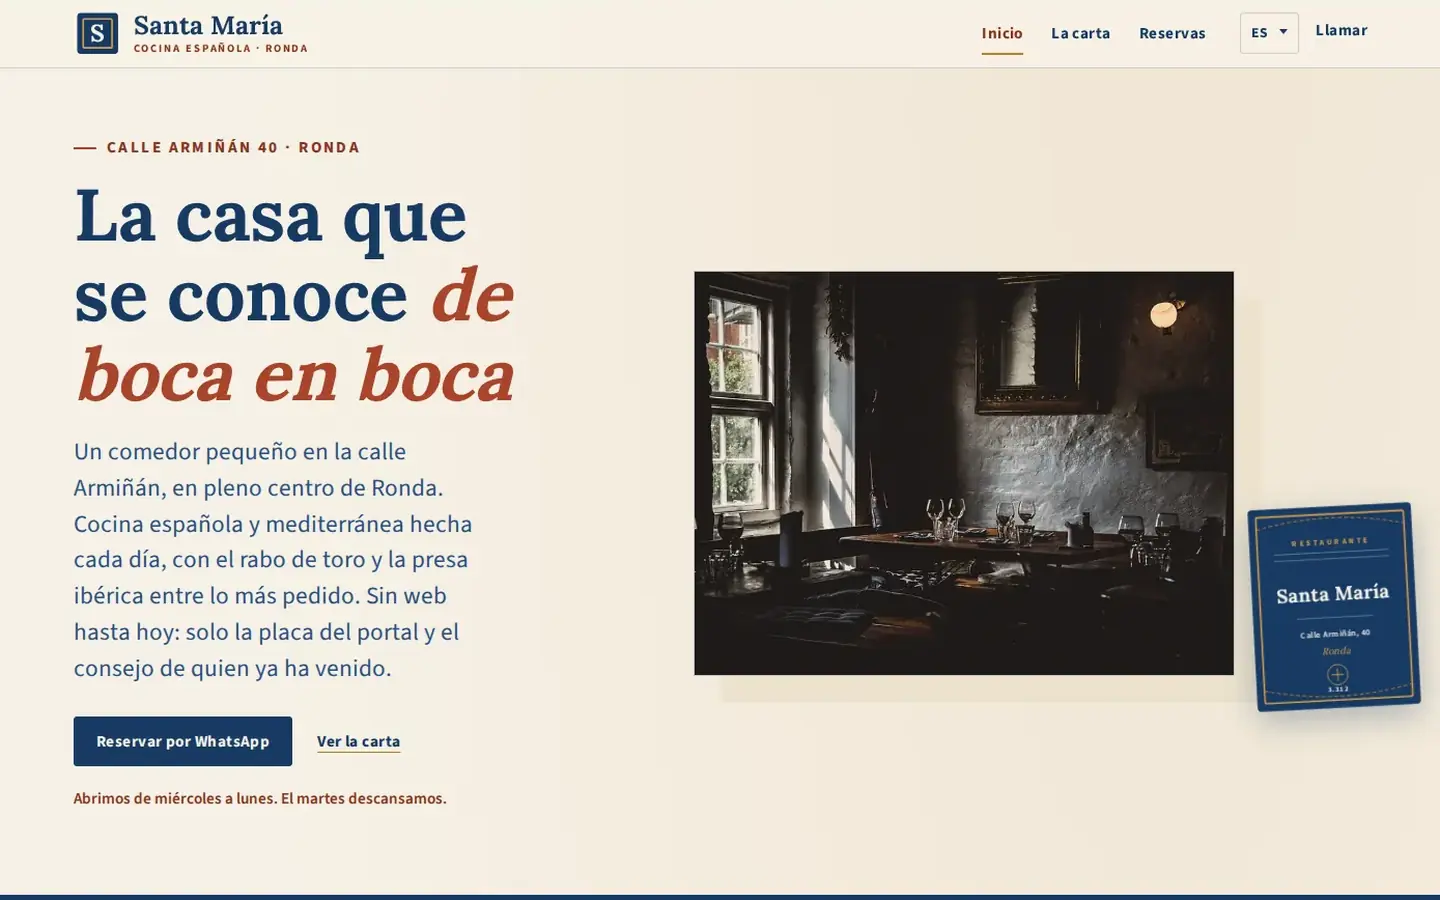 S
Santa María
COCINA ESPAÑOLA · RONDA
Inicio
La carta
Reservas
ES
Llamar
CALLE ARMIÑÁN 40 · RONDA
La casa que
se conoce de
boca en boca
Un comedor pequeño en la calle
Armiñán, en pleno centro de Ronda.
Cocina española y mediterránea hecha
cada día, con el rabo de toro y la presa
ibérica entre lo más pedido. Sin web
hasta hoy: solo la placa del portal y el
consejo de quien ya ha venido.
Reservar por WhatsApp
Ver la carta
Abrimos de miércoles a lunes. El martes descansamos.
RESTAURANTE
Santa María
Calle Armiñán, 40
Ronda